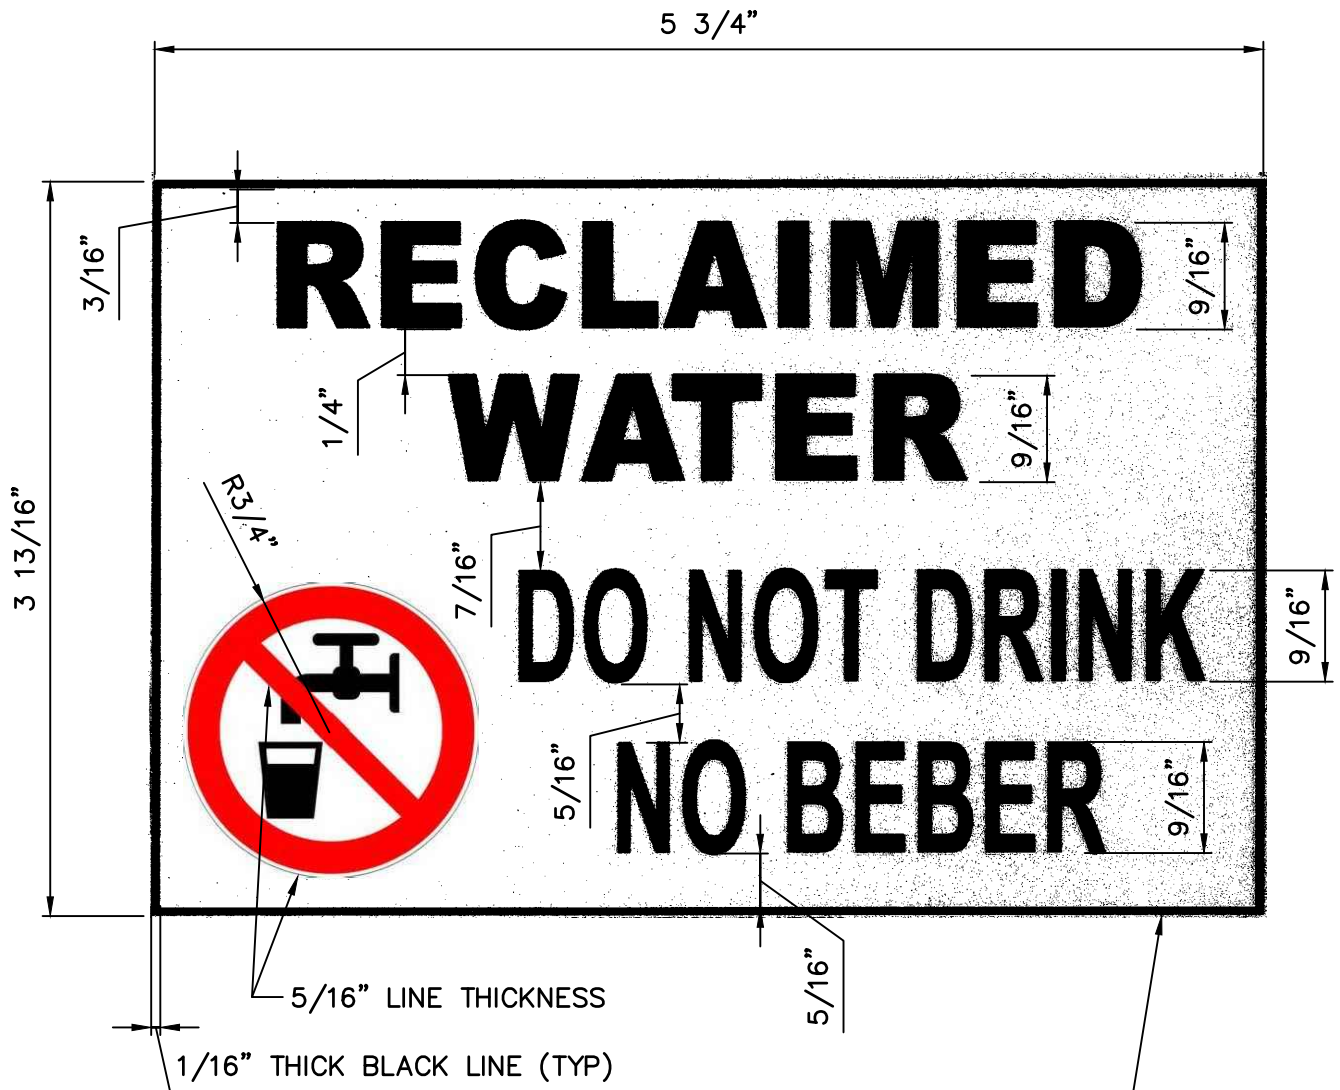 5 3/4"
3/16"
RECLAIMED
9/16"
1/4"
WATER
9/16"
3 13/16"
R3/4"
7/16"
DO NOT DRINK
9/16"
5/16"
NO BEBER
9/16"
5/16"
5/16" LINE THICKNESS
1/16" THICK BLACK LINE (TYP)